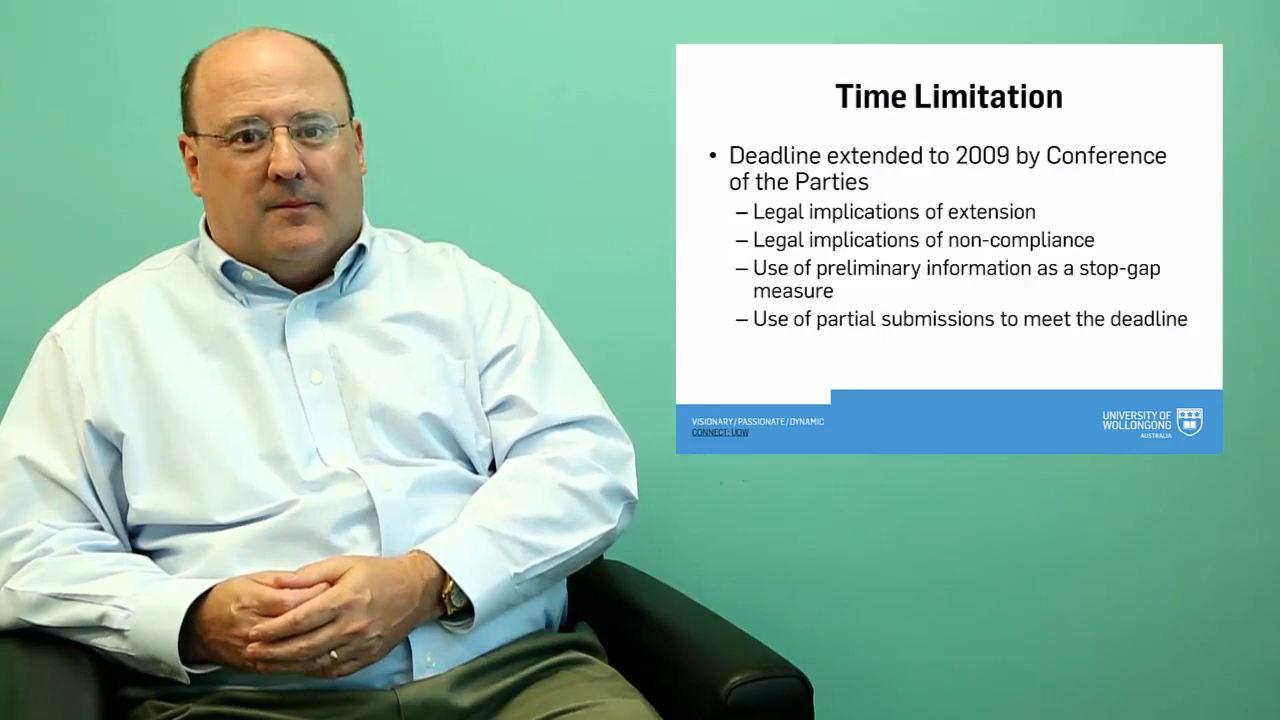 Time Limitation
• Deadline extended to 2009 by Conference
of the Parties
– Legal implications of extension
– Legal implications of non-compliance
– Use of preliminary information as a stop-gap
measure
– Use of partial submissions to meet the deadline
VISIONARY / PASSIONATE / DYNAMIC
CONNECT: UOW
UNIVERSITY OF
WOLLONGONG
AUSTRALIA